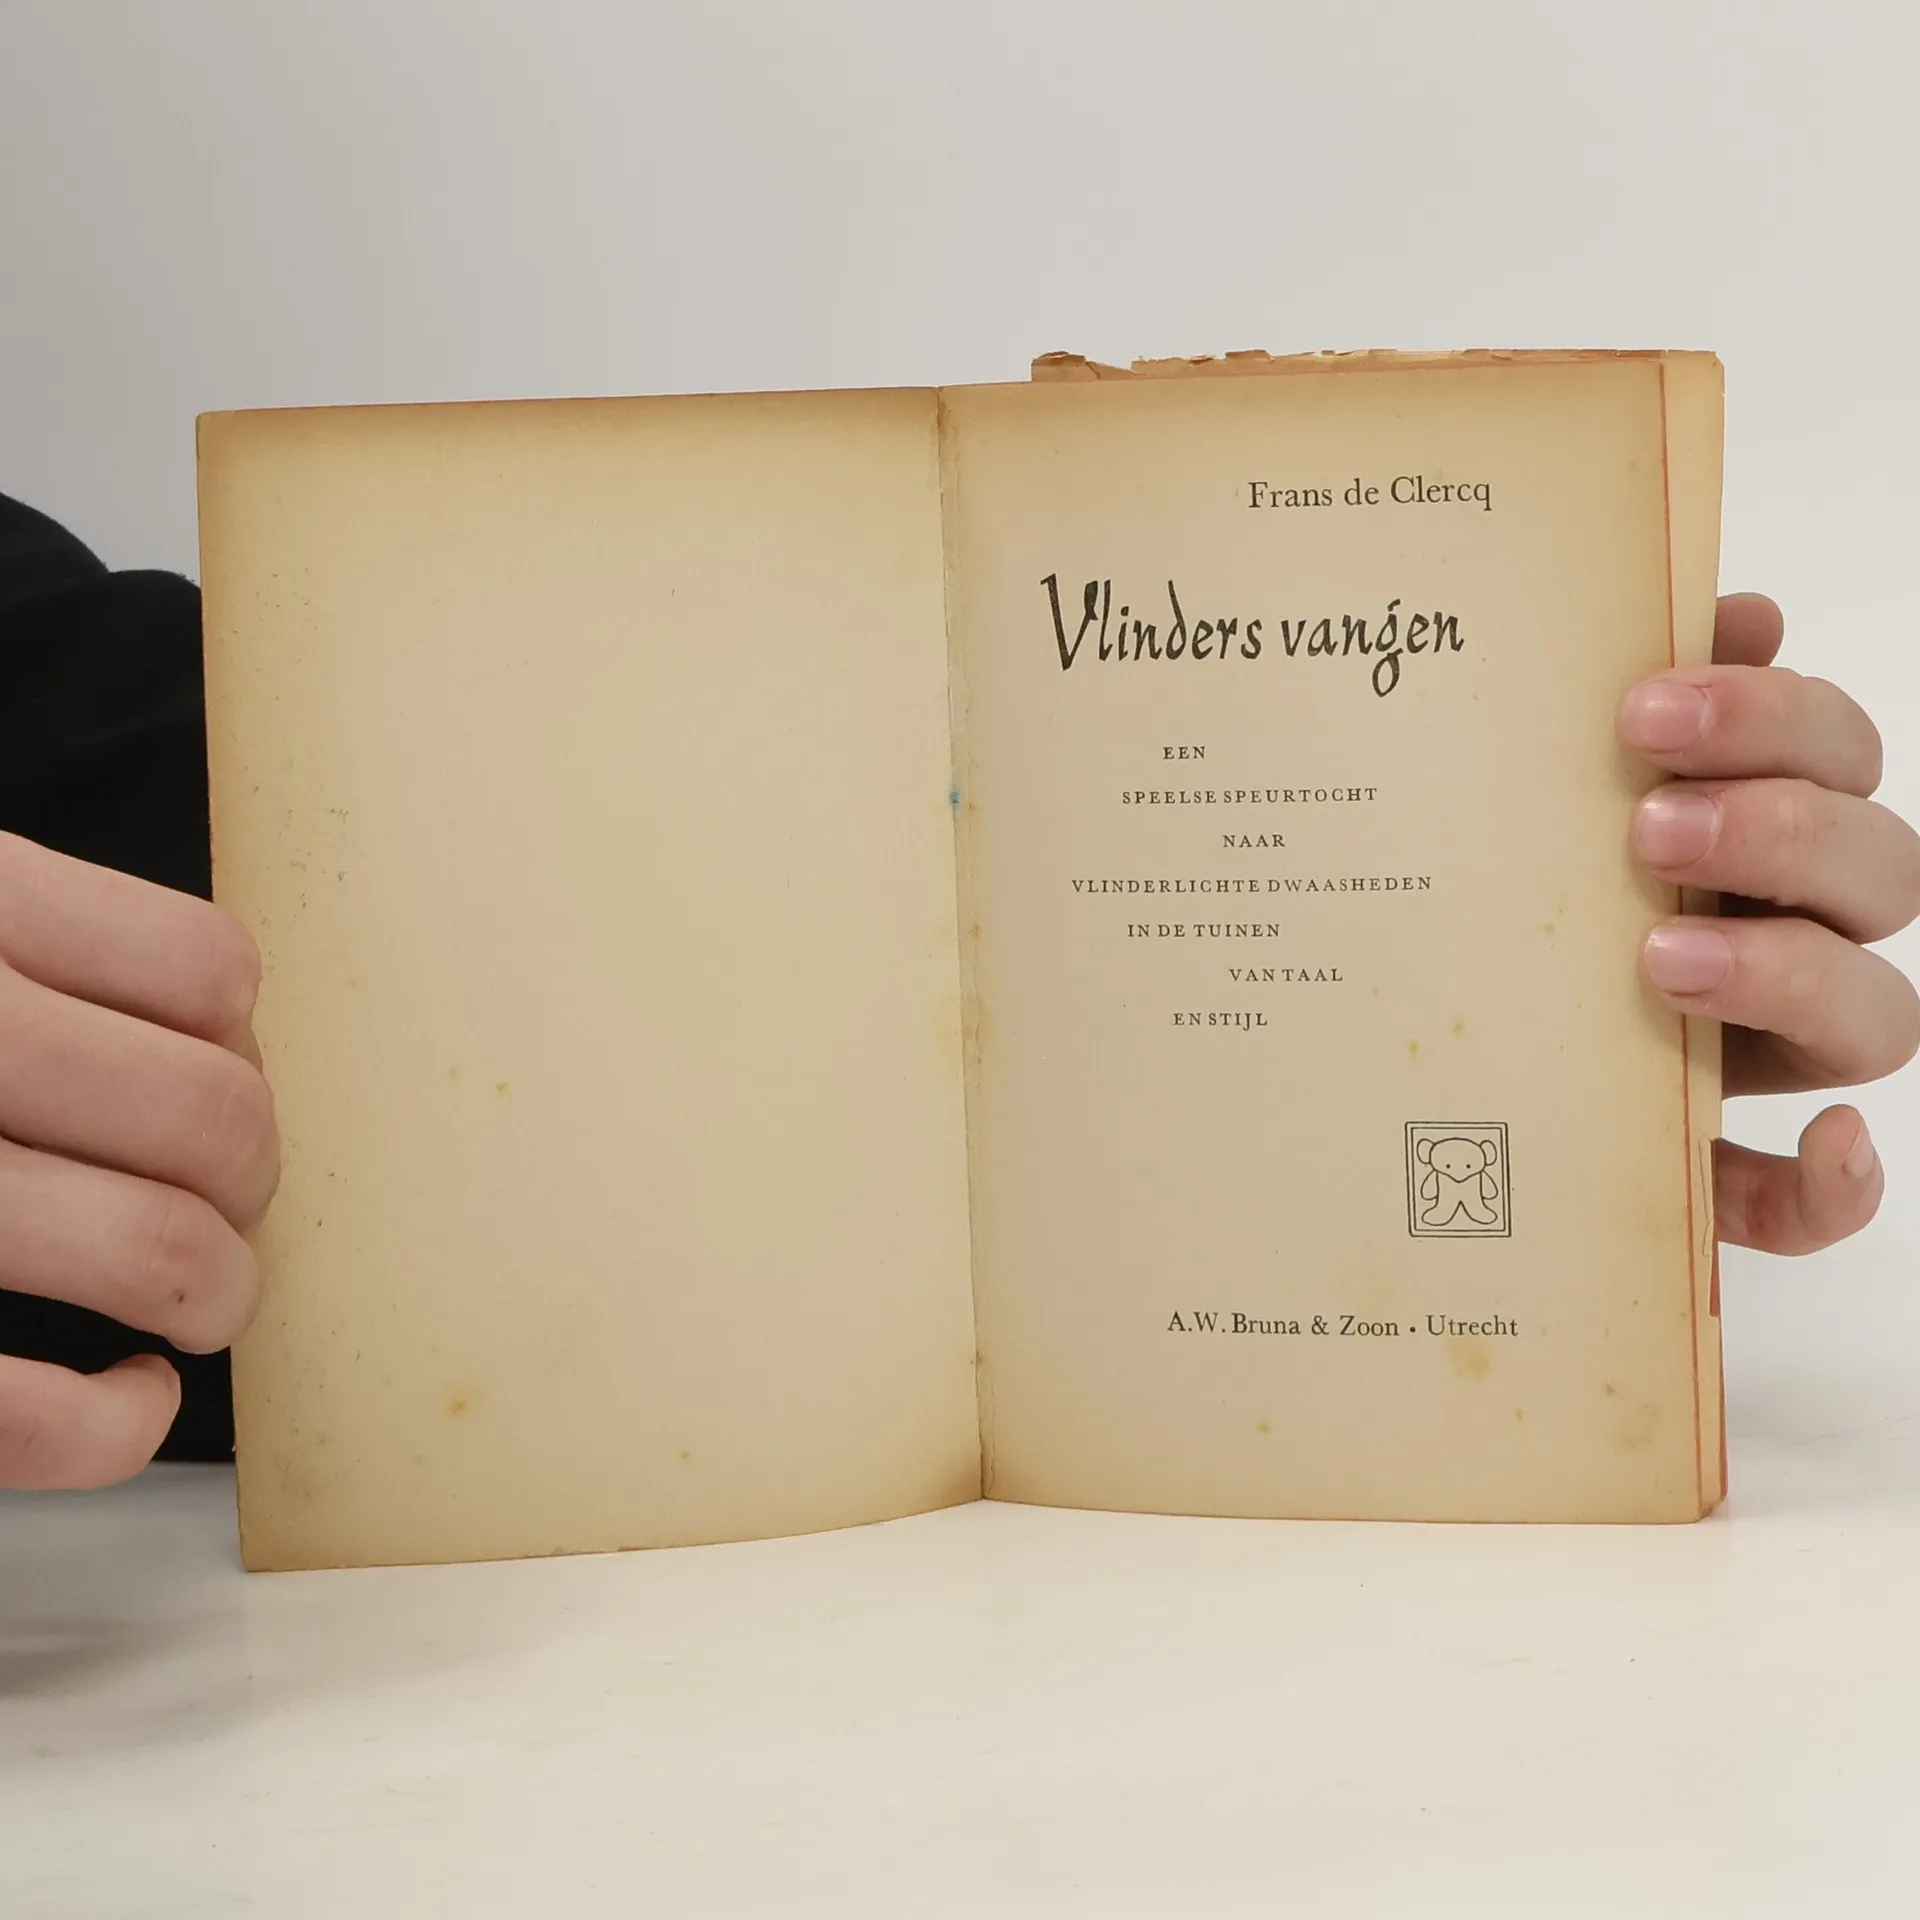 Frans de Clercq
Vlinders vangen
EEN
SPEELSE SPEURTOCHT
NAAR
VLINDERLICHTE DWAASHEDEN
IN DE TUINEN
VAN TAAL
EN STIJL
A.W. Bruna & Zoon • Utrecht